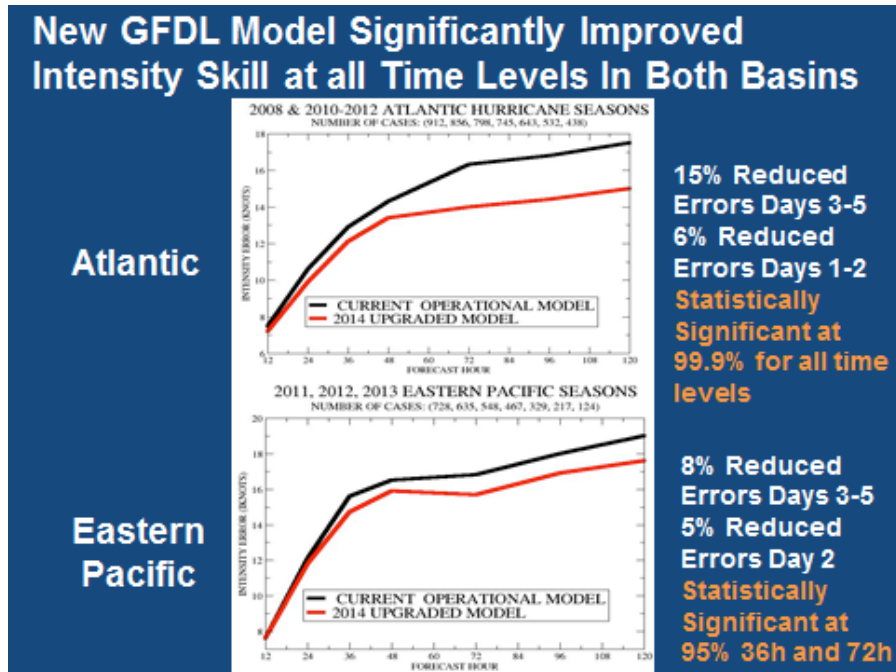 New GFDL Model Significantly Improved
Intensity Skill at all Time Levels In Both Basins
Atlantic
2008 & 2010-2012 ATLANTIC HURRICANE SEASONS
NUMBER OF CASES: (912, 856, 798, 745, 643, 532, 438)
INTENSITY ERROR (KNOTS)
18
16
14
12
10
8
6
CURRENT OPERATIONAL MODEL
2014 UPGRADED MODEL
12 24 36 48 60 72 84 96 108 120
FORECAST HOUR
15% Reduced
Errors Days 3-5
6% Reduced
Errors Days 1-2
Statistically
Significant at
99.9% for all time
levels
Eastern
Pacific
2011, 2012, 2013 EASTERN PACIFIC SEASONS
NUMBER OF CASES: (728, 635, 548, 467, 329, 217, 124)
INTENSITY ERROR (KNOTS)
20
18
16
14
12
10
8
CURRENT OPERATIONAL MODEL
2014 UPGRADED MODEL
12 24 36 48 60 72 84 96 108 120
FORECAST HOUR
8% Reduced
Errors Days 3-5
5% Reduced
Errors Day 2
Statistically
Significant at
95% 36h and 72h